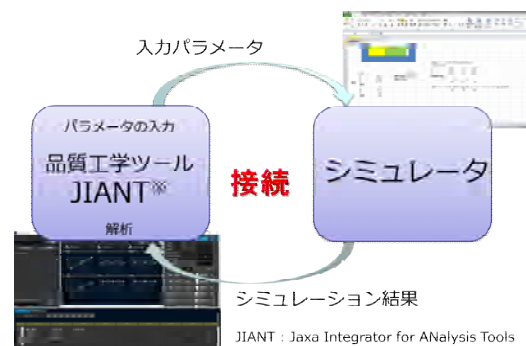 入力パラメータ
パラメータの入力
品質工学ツール
JIANT※
解析
接続
シミュレータ
シミュレーション結果
JIANT : Jaxa Integrator for ANalysis Tools